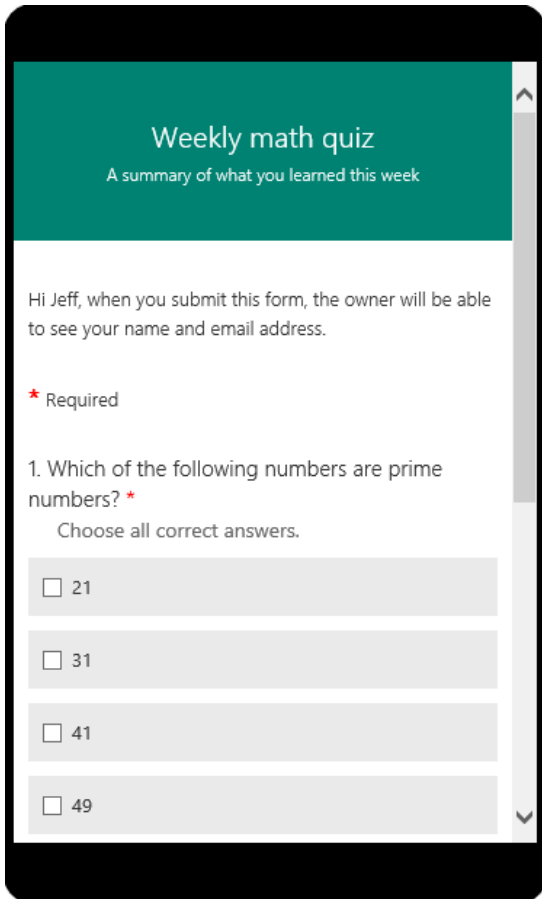 Weekly math quiz
A summary of what you learned this week
Hi Jeff, when you submit this form, the owner will be able
to see your name and email address.
* Required
1. Which of the following numbers are prime
numbers? *
Choose all correct answers.
21
31
41
49